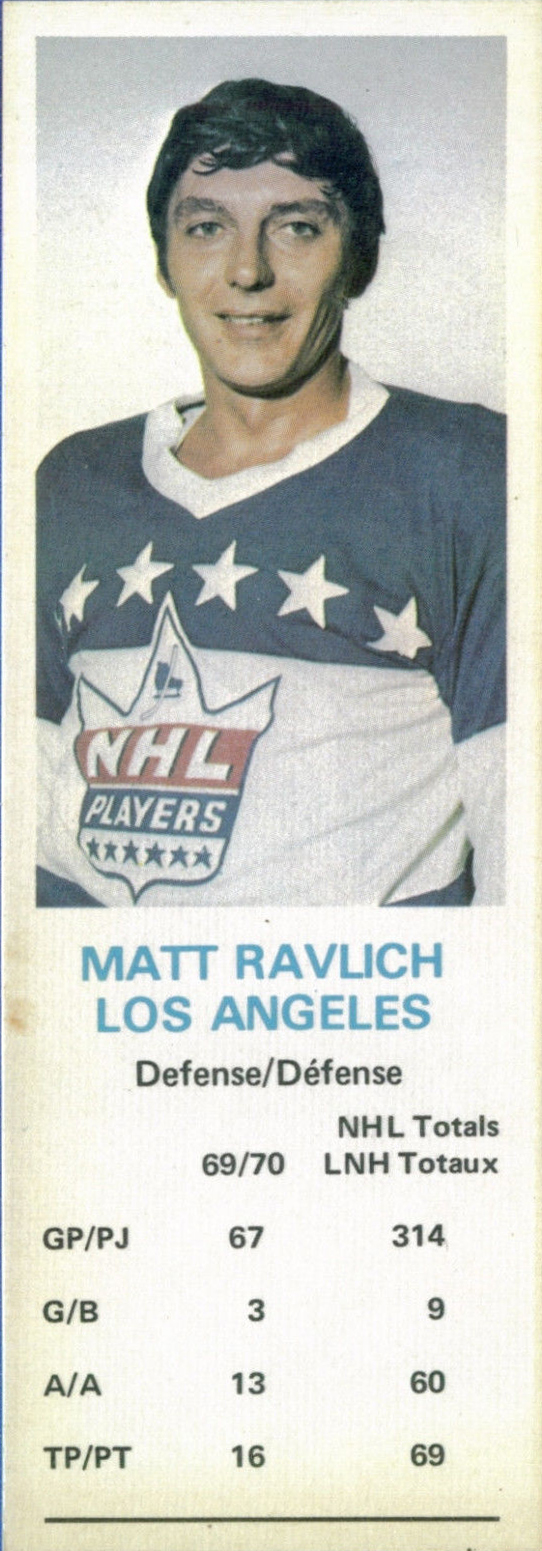 NHL
PLAYERS
MATT RAVLICH
LOS ANGELES
Defense/Défense
NHL Totals
69/70 LNH Totaux
GP/PJ 67 314
G/B 3 9
A/A 13 60
TP/PT 16 69